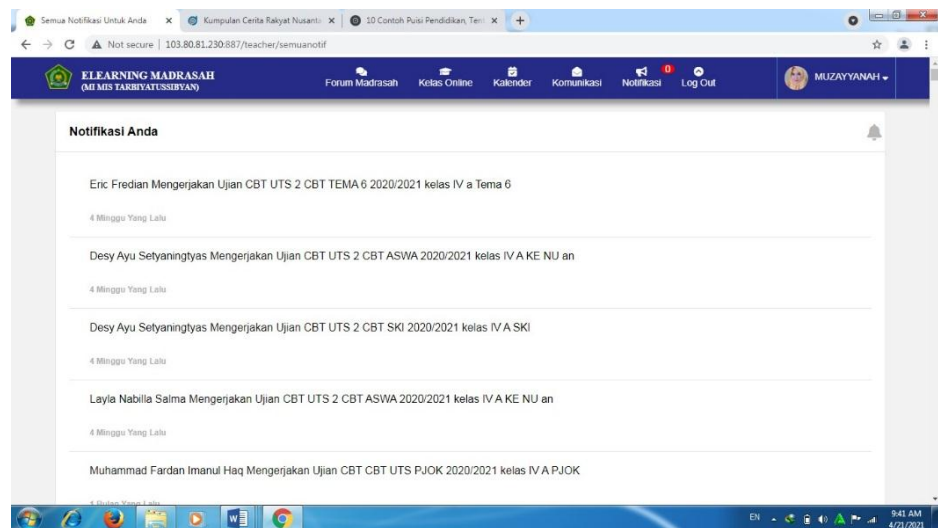 Semua Notifikasi Untuk Anda
Kumpulan Cerita Rakyat Nusanta
10 Contoh Puisi Pendidikan, Tem
Not secure | 103.80.81.230:887/teacher/semuanotif
ELEARNING MADRASAH
(MI MIS TARBIYATUSSIBYAN)
Forum Madrasah
Kelas Online
Kalender
Komunikasi
Notifikasi
0
Log Out
MUZAYYANAH
Notifikasi Anda
Eric Fredian Mengerjakan Ujian CBT UTS 2 CBT TEMA 6 2020/2021 kelas IV a Tema 6
4 Minggu Yang Lalu
Desy Ayu Setyaningtyas Mengerjakan Ujian CBT UTS 2 CBT ASWA 2020/2021 kelas IV A KE NU an
4 Minggu Yang Lalu
Desy Ayu Setyaningtyas Mengerjakan Ujian CBT UTS 2 CBT SKI 2020/2021 kelas IV A SKI
4 Minggu Yang Lalu
Layla Nabilla Salma Mengerjakan Ujian CBT UTS 2 CBT ASWA 2020/2021 kelas IV A KE NU an
4 Minggu Yang Lalu
Muhammad Fardan Imanul Haq Mengerjakan Ujian CBT CBT UTS PJOK 2020/2021 kelas IV A PJOK
1 Bulan Yang Lalu
EN
9:41 AM
4/21/2021